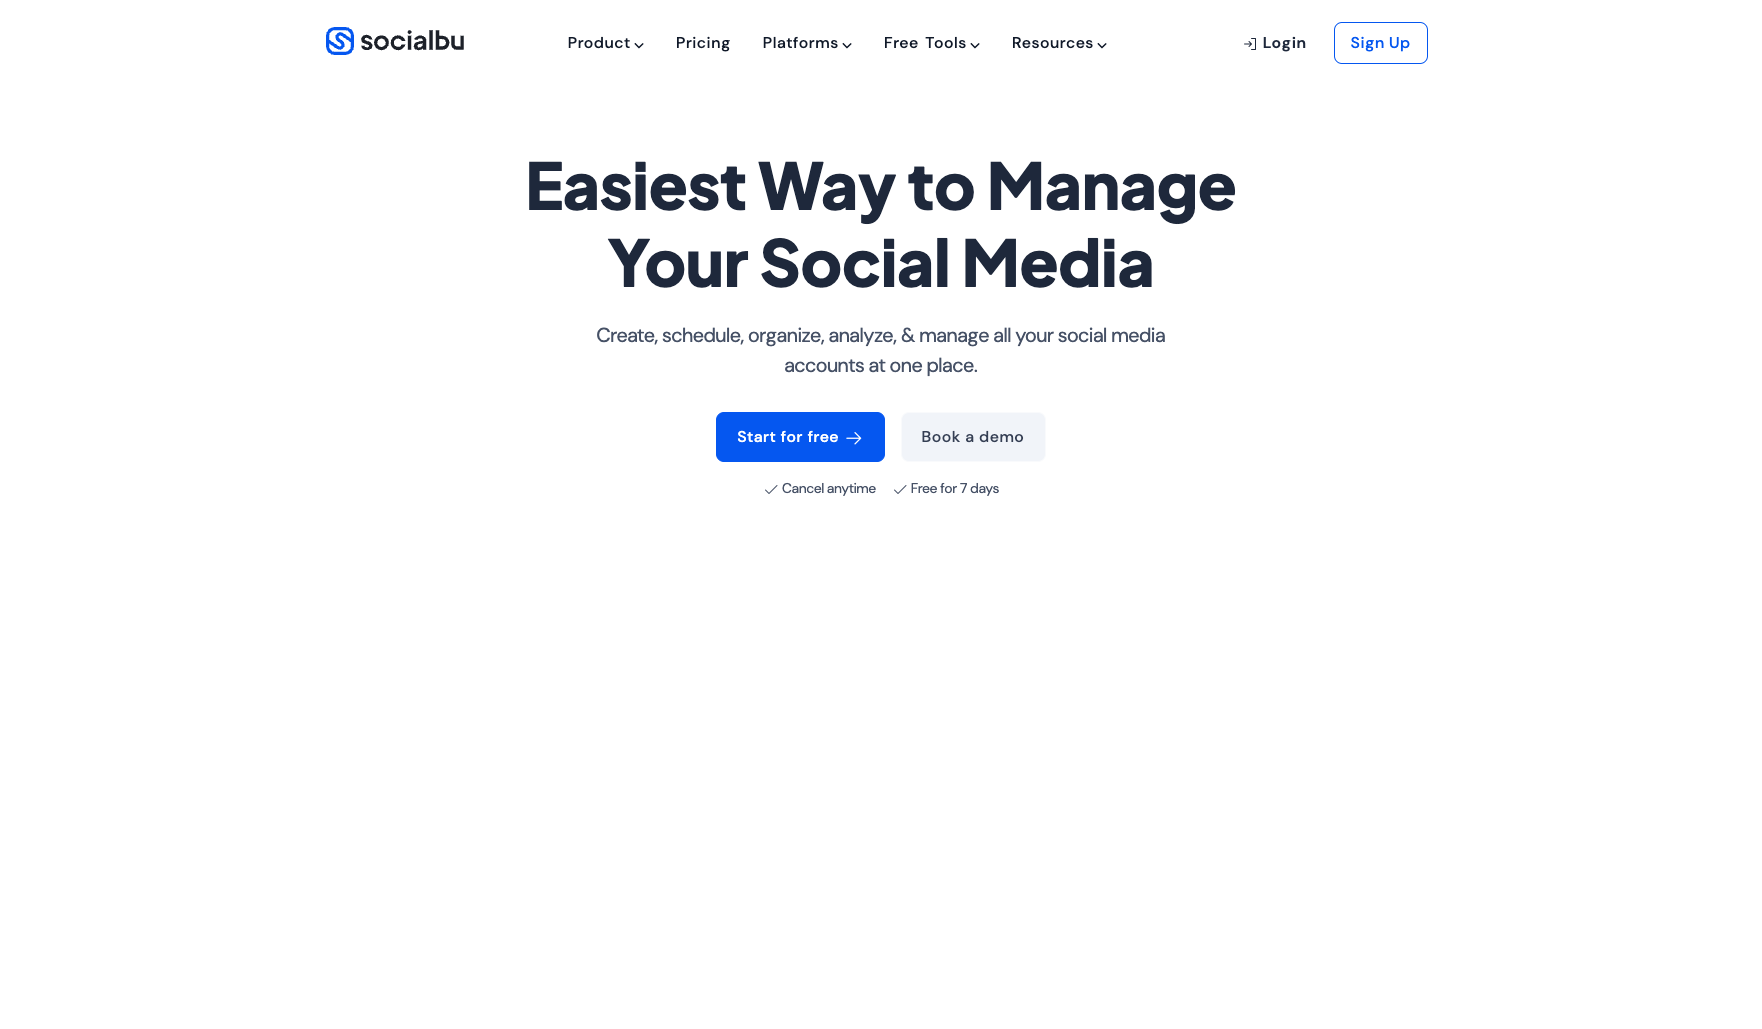 socialbu
Product
Pricing
Platforms
Free Tools
Resources
Login
Sign Up
Easiest Way to Manage
Your Social Media
Create, schedule, organize, analyze, & manage all your social media
accounts at one place.
Start for free
Book a demo
Cancel anytime
Free for 7 days